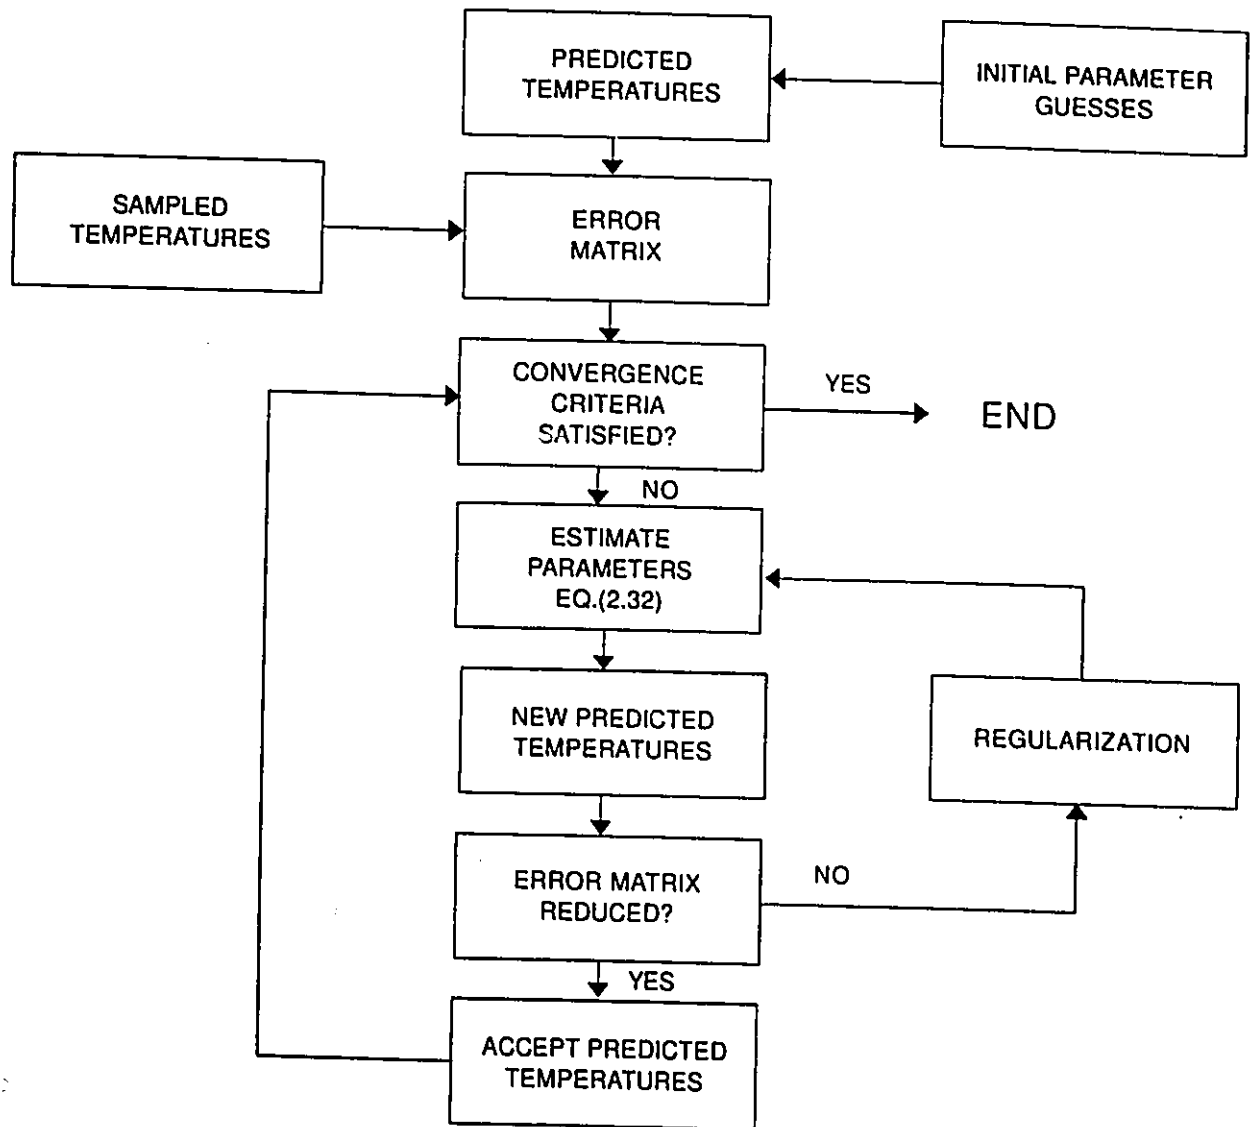 PREDICTED
TEMPERATURES
INITIAL PARAMETER
GUESSES
SAMPLED
TEMPERATURES
ERROR
MATRIX
CONVERGENCE
CRITERIA
SATISFIED?
YES
END
NO
ESTIMATE
PARAMETERS
EQ.(2.32)
NEW PREDICTED
TEMPERATURES
REGULARIZATION
ERROR MATRIX
REDUCED?
NO
YES
ACCEPT PREDICTED
TEMPERATURES